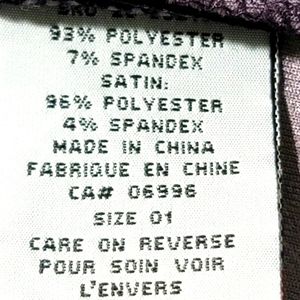 93% POLYESTER
7% SPANDEX
SATIN:
96% POLYESTER
4% SPANDEX
MADE IN CHINA
FABRIQUE EN CHINE
CA# 06996
SIZE 01
CARE ON REVERSE
POUR SOIN VOIR
L'ENVERS